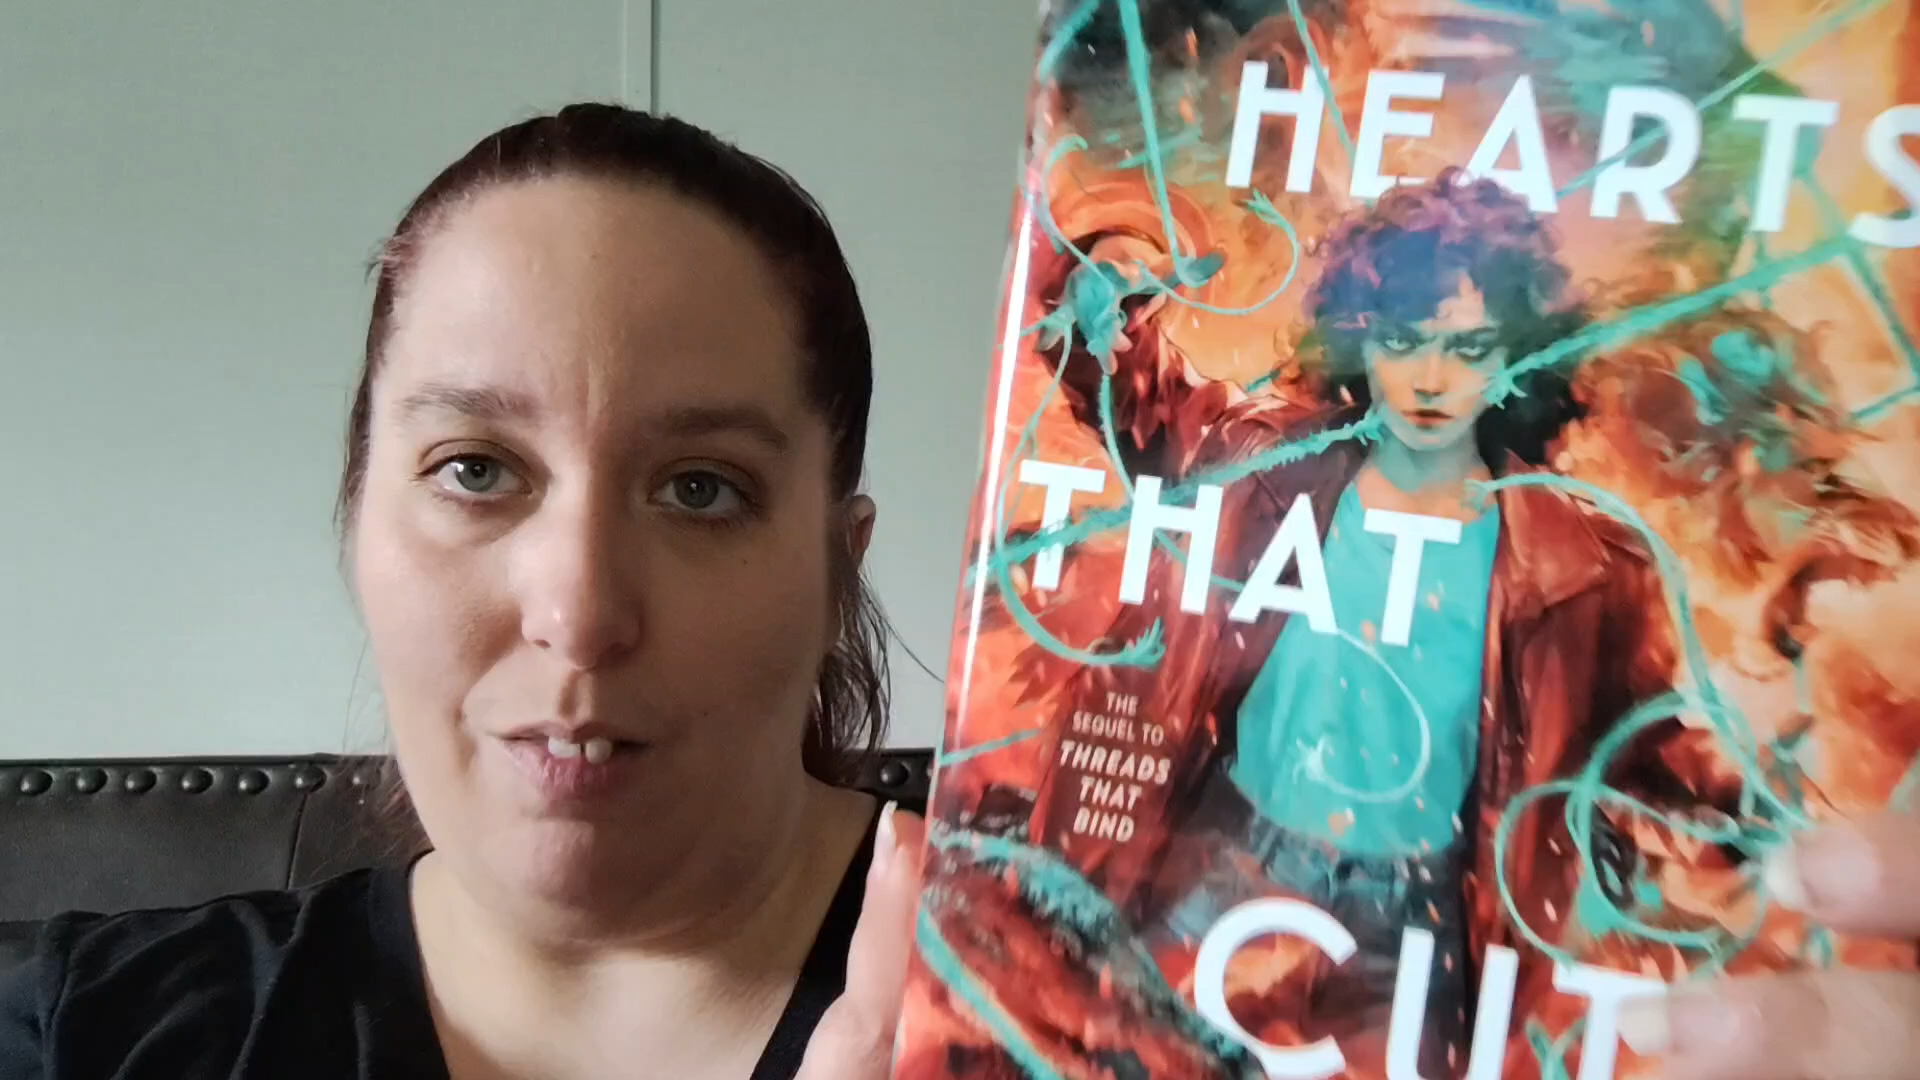 HEARTS
THAT
THE
SEQUEL TO
THREADS
THAT
BIND
CUT